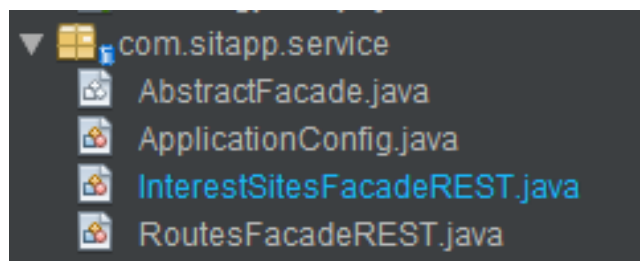 com.sitapp.service
AbstractFacade.java
ApplicationConfig.java
InterestSitesFacadeREST.java
RoutesFacadeREST.java